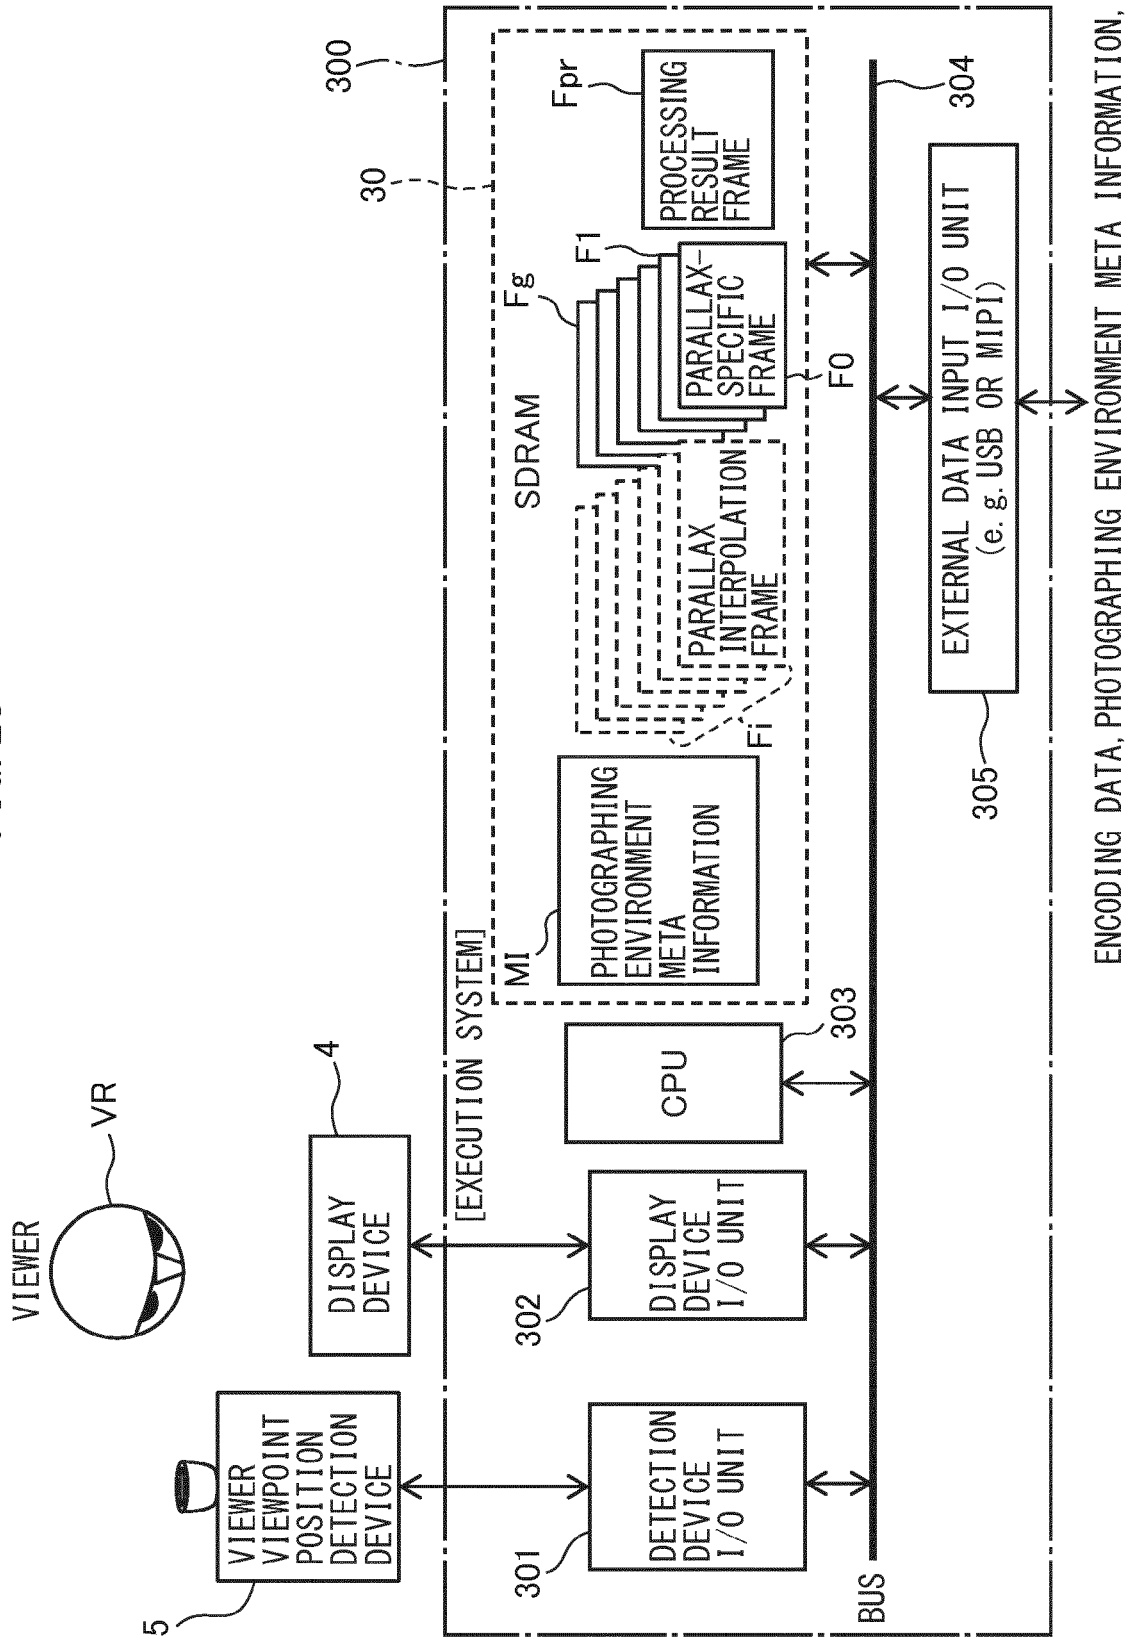 VIEWER
VR
5
VIEWER
VIEWPOINT
POSITION
DETECTION
DEVICE
4
DISPLAY
DEVICE
300
[EXECUTION SYSTEM]
30
SDRAM
301
DETECTION
DEVICE
I/O UNIT
302
DISPLAY
DEVICE
I/O UNIT
CPU
303
MI
PHOTOGRAPHING
ENVIRONMENT
META
INFORMATION
Fi
PARALLAX
INTERPOLATION
FRAME
Fg
F1
PARALLAX-
SPECIFIC
FRAME
F0
Fpr
PROCESSING
RESULT
FRAME
BUS
304
305
EXTERNAL DATA INPUT I/O UNIT
(e.g. USB OR MIPI)
ENCODING DATA, PHOTOGRAPHING ENVIRONMENT META INFORMATION,